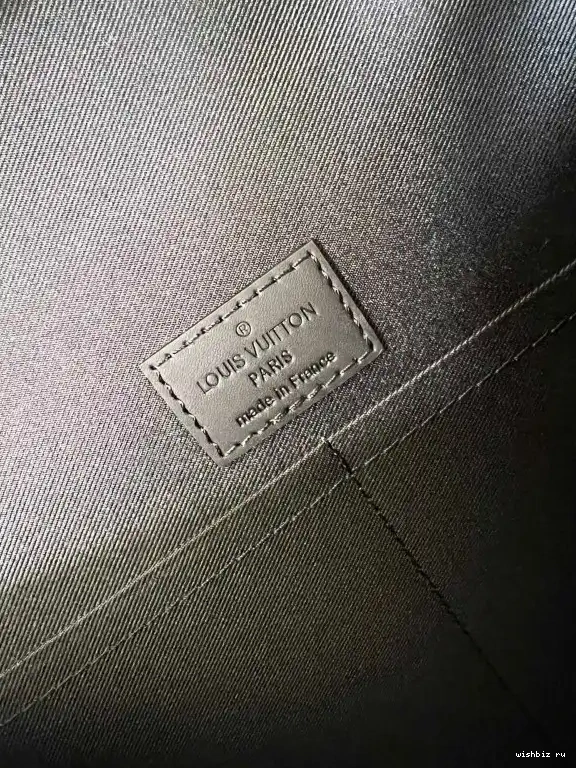 ®
LOUIS VUITTON
PARIS
made in France
wishbiz ru